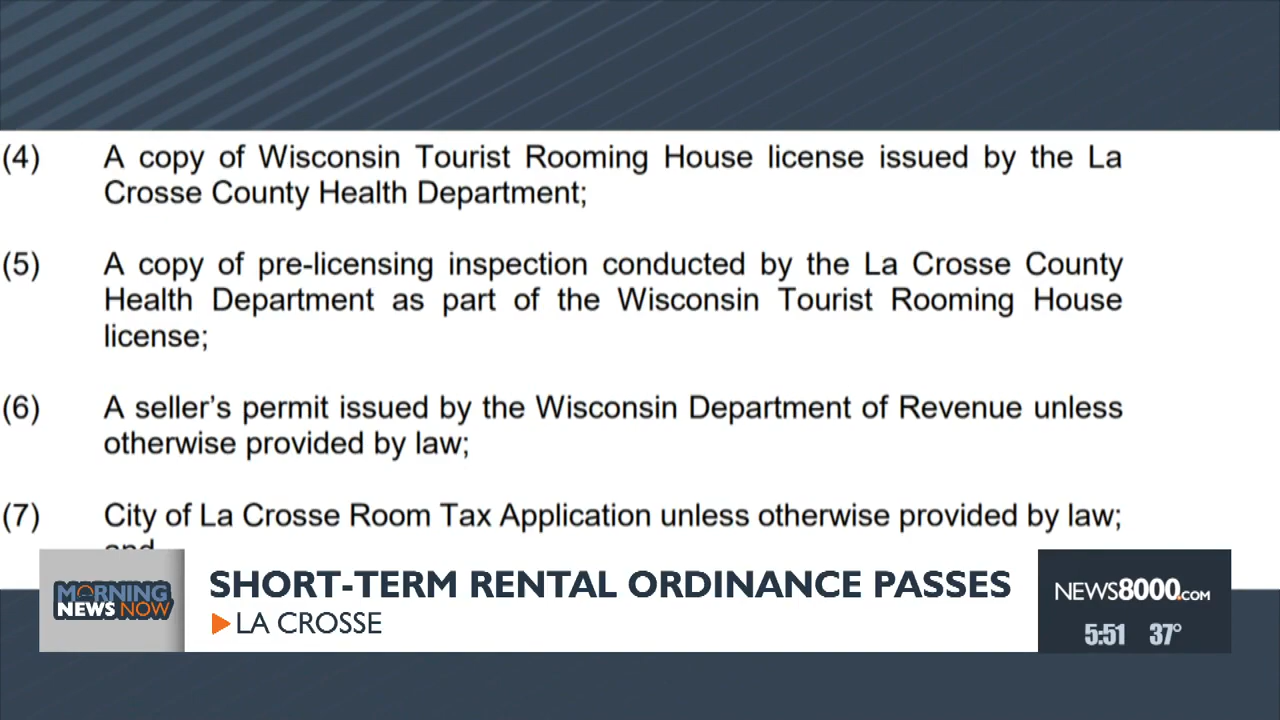 (4) A copy of Wisconsin Tourist Rooming House license issued by the La
Crosse County Health Department;
(5) A copy of pre-licensing inspection conducted by the La Crosse County
Health Department as part of the Wisconsin Tourist Rooming House
license;
(6) A seller’s permit issued by the Wisconsin Department of Revenue unless
otherwise provided by law;
(7) City of La Crosse Room Tax Application unless otherwise provided by law;
and
MORNING
NEWS NOW
SHORT-TERM RENTAL ORDINANCE PASSES
LA CROSSE
NEWS8000.COM
5:51 37°